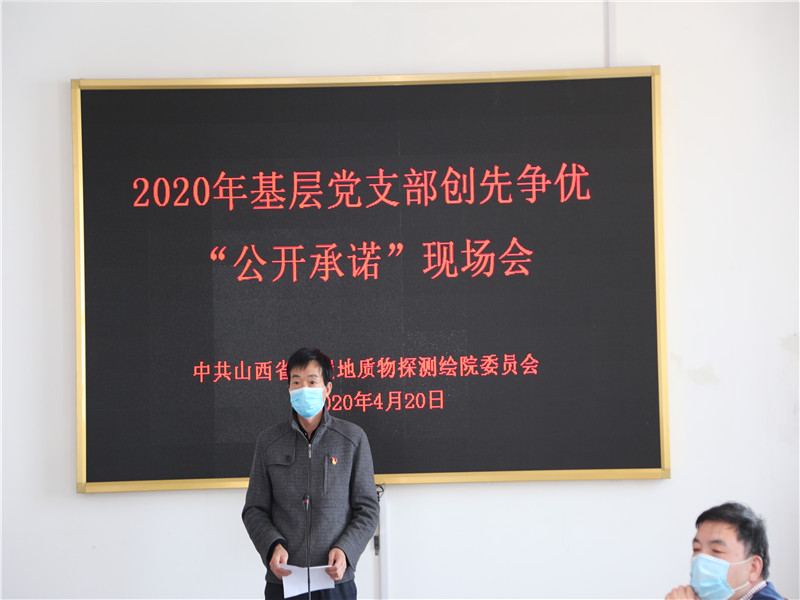 2020年基层党支部创先争优
“公开承诺”现场会
中共山西省 地质物探测绘院委员会
020年4月20日